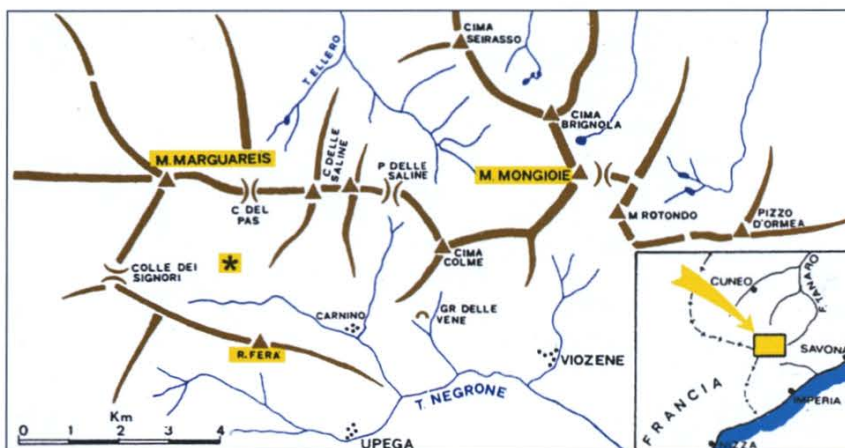 CIMA
SEIRASSO
T. ELLERO
CIMA
BRIGNOLA
M. MARGUAREIS
C DELLE
SALINE
P DELLE
SALINE
M. MONGIOIE
C DEL
PAS
M ROTONDO
PIZZO
D'ORMEA
COLLE DEI
SIGNORI
*
CIMA
COLME
CARNINO
GR DELLE
VENE
R. FERA'
VIOZENE
T. NEGRONE
UPEGA
Km
0 1 2 3 4
CUNEO
F. TANARO
SAVONA
IMPERIA
FRANCIA
NIZZA